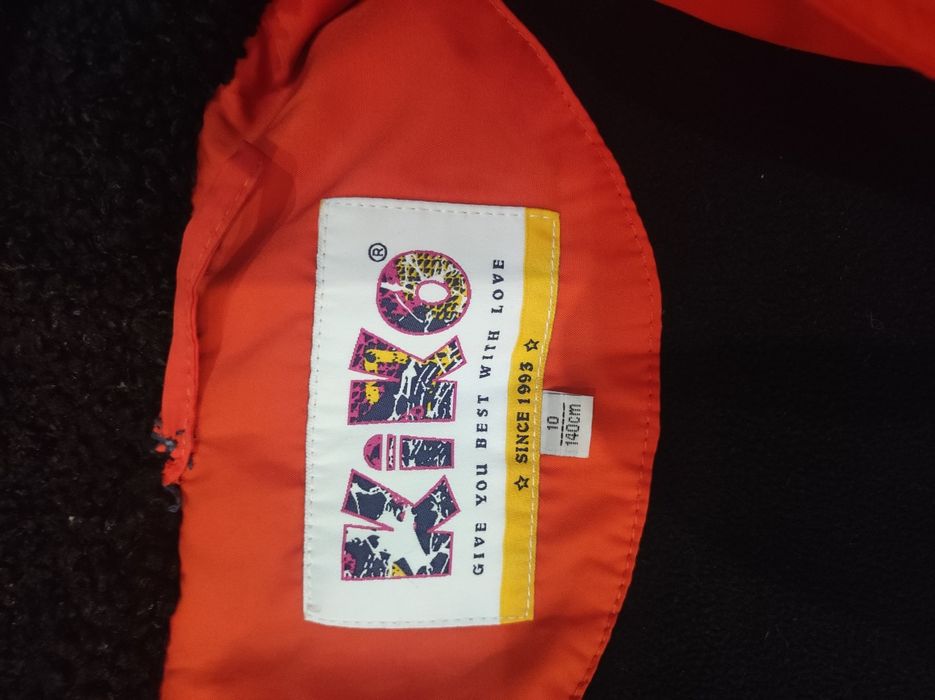 KiKO®
GIVE YOU BEST WITH LOVE
☆ SINCE 1993 ☆
10
140cm